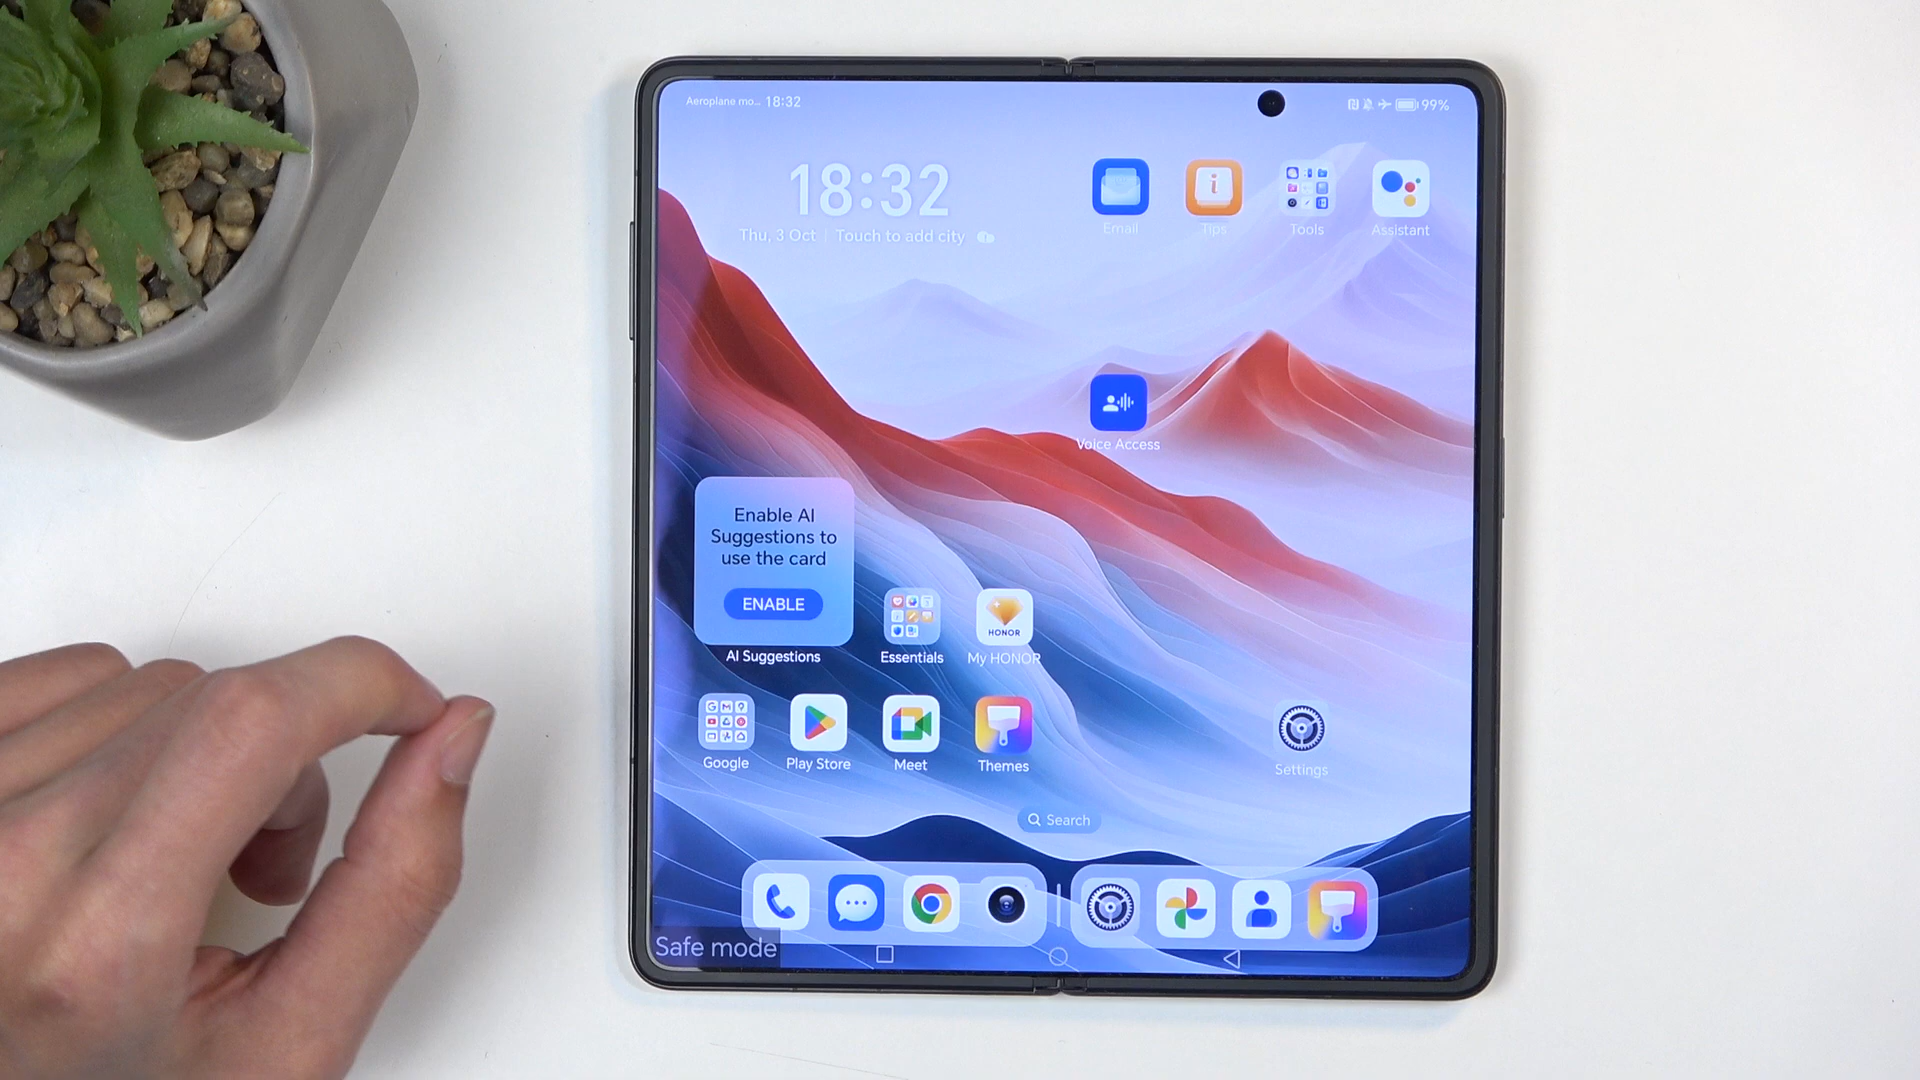 Aeroplane mo... 18:32
99%
18:32
Thu, 3 Oct | Touch to add city
Email
Tips
Tools
Assistant
Voice Access
Enable AI
Suggestions to
use the card
ENABLE
AI Suggestions
Essentials
HONOR
My HONOR
Google
Play Store
Meet
Themes
Settings
Search
Safe mode